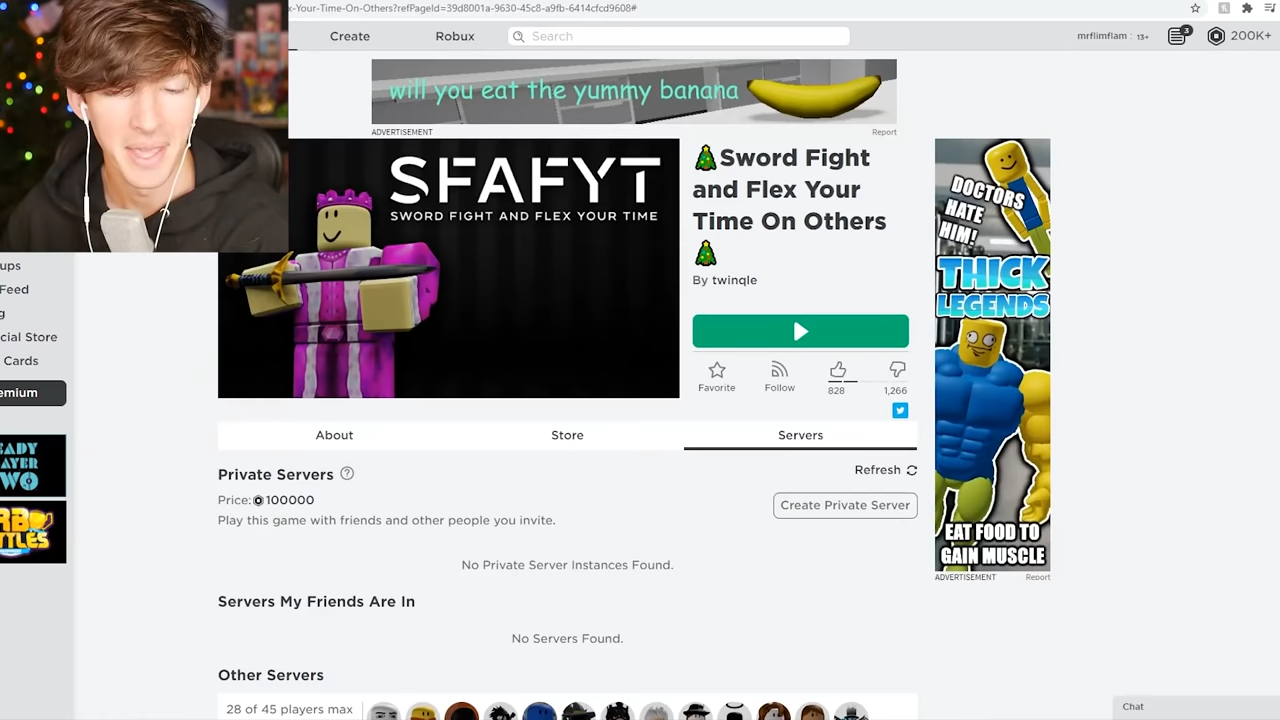 x-Your-Time-On-Others?refPageId=39d8001a-9630-45c8-a9fb-6414cfcd9608#
Create
Robux
Search
mrflimflam : 13+
3
200K+
will you eat the yummy banana
ADVERTISEMENT
Report
SFAFYT
SWORD FIGHT AND FLEX YOUR TIME
🎄Sword Fight
and Flex Your
Time On Others
🎄
By twinqle
Favorite
Follow
828
1,266
DOCTORS
HATE
HIM!
THICK
LEGENDS
EAT FOOD TO
GAIN MUSCLE
ADVERTISEMENT
Report
ups
Feed
g
cial Store
Cards
emium
EADY
AYER
WO
RB
TTLES
About
Store
Servers
Private Servers
Refresh
Price: 100000
Create Private Server
Play this game with friends and other people you invite.
No Private Server Instances Found.
Servers My Friends Are In
No Servers Found.
Other Servers
28 of 45 players max
Chat